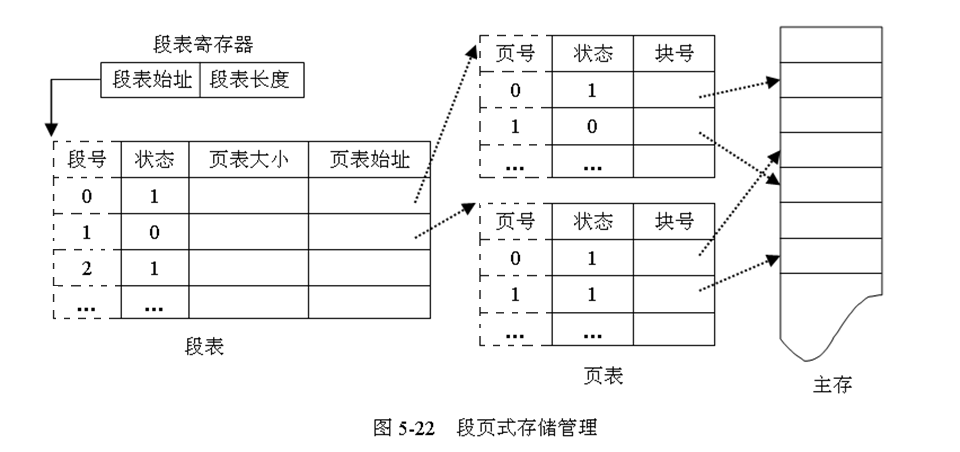 段表寄存器
段表始址 段表长度
段号 状态 页表大小 页表始址
0 1
1 0
2 1
... ...
段表
页号 状态 块号
0 1
1 0
... ...
页号 状态 块号
0 1
1 1
... ...
页表
主存
图 5-22 段页式存储管理